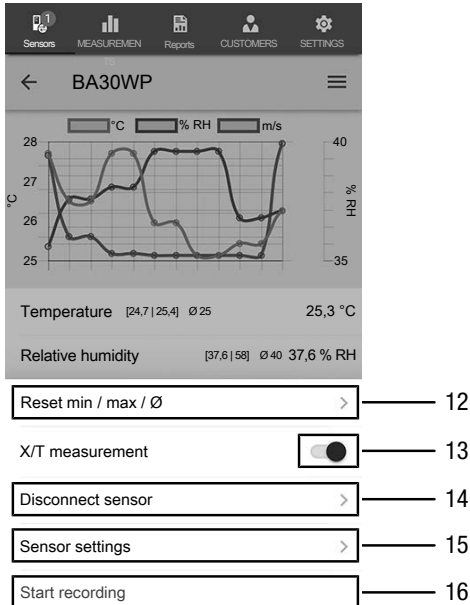 1
Sensors MEASUREMEN Reports CUSTOMERS SETTINGS
TS
BA30WP
°C % RH m/s
28 40
27
°C % RH
26
25 35
Temperature [24,7 | 25,4] Ø 25 25,3 °C
Relative humidity [37,6 | 58] Ø 40 37,6 % RH
Reset min / max / Ø 12
X/T measurement 13
Disconnect sensor 14
Sensor settings 15
Start recording 16